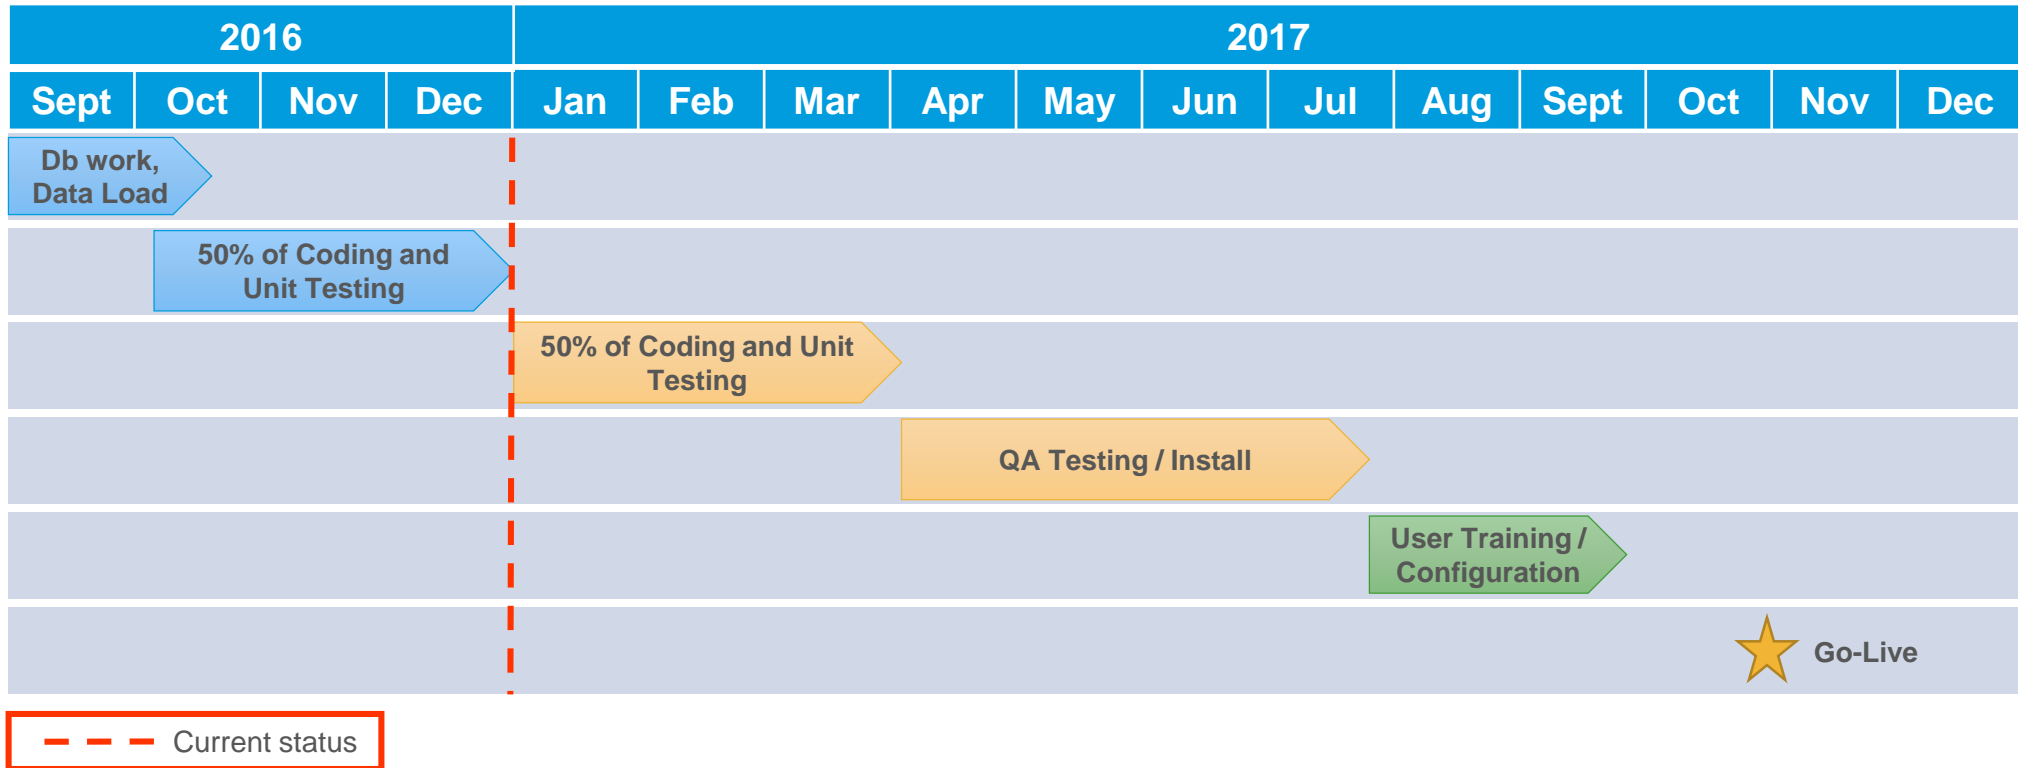 2016 2017
Sept Oct Nov Dec Jan Feb Mar Apr May Jun Jul Aug Sept Oct Nov Dec
Db work,
Data Load
50% of Coding and
Unit Testing
50% of Coding and Unit
Testing
QA Testing / Install
User Training /
Configuration
Go-Live
Current status